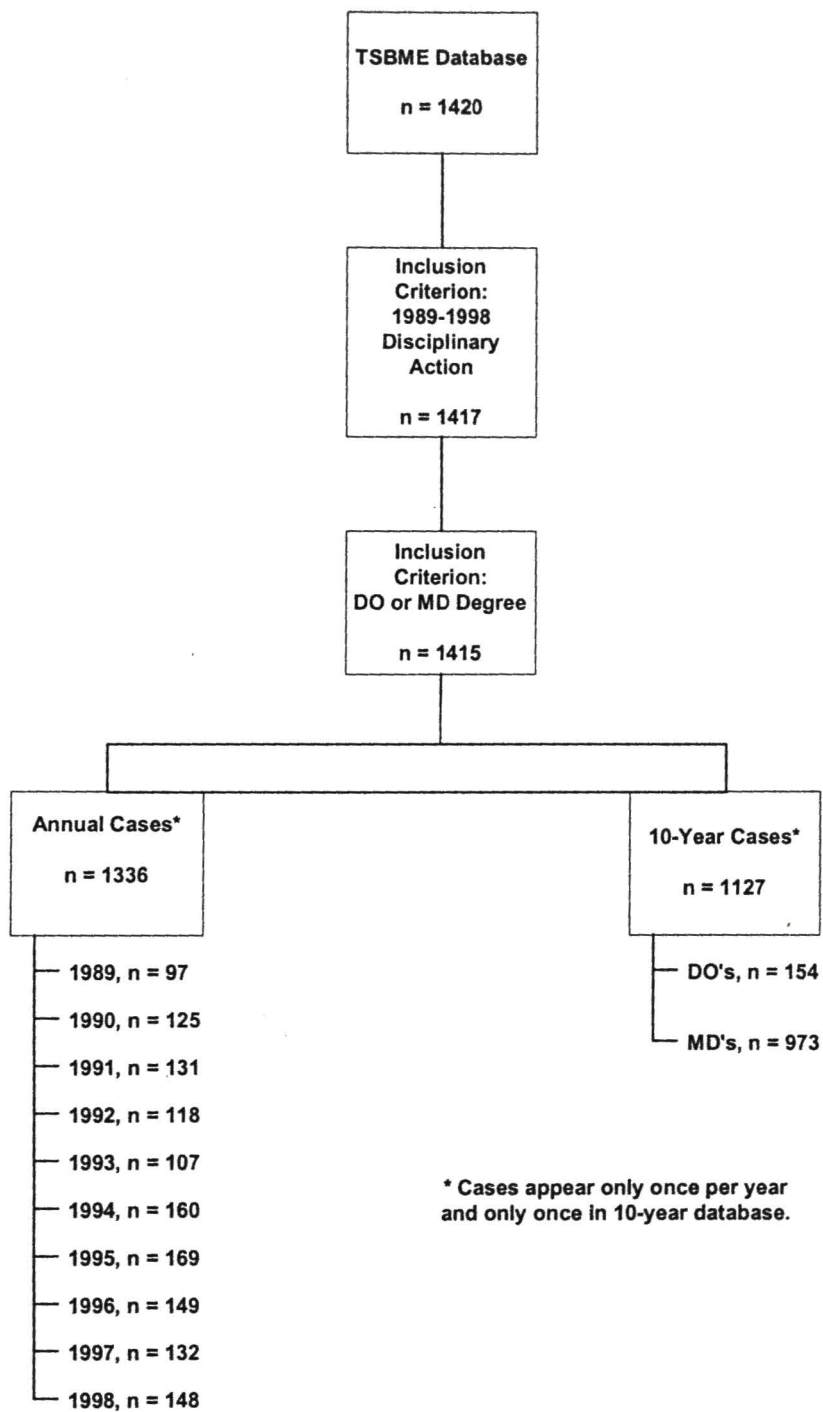 TSBME Database
n = 1420
Inclusion
Criterion:
1989-1998
Disciplinary
Action
n = 1417
Inclusion
Criterion:
DO or MD Degree
n = 1415
Annual Cases*
n = 1336
1989, n = 97
1990, n = 125
1991, n = 131
1992, n = 118
1993, n = 107
1994, n = 160
1995, n = 169
1996, n = 149
1997, n = 132
1998, n = 148
10-Year Cases*
n = 1127
DO's, n = 154
MD's, n = 973
* Cases appear only once per year
and only once in 10-year database.